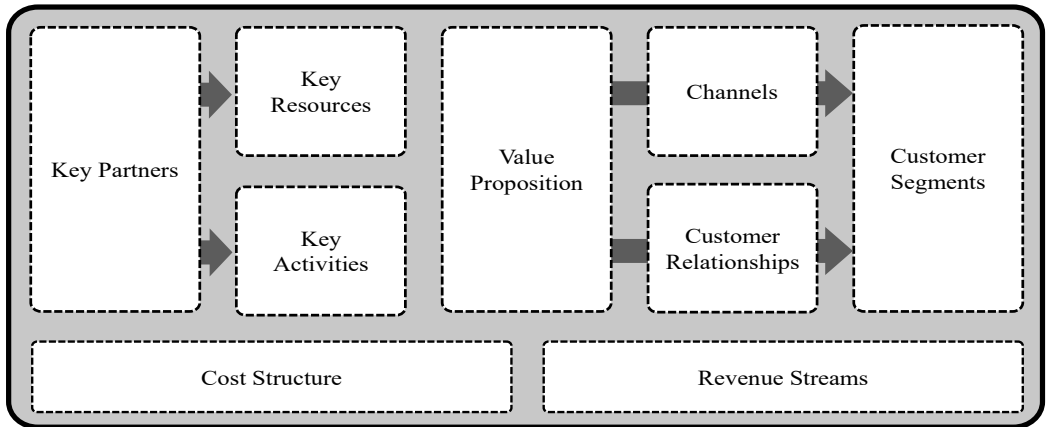 Key Partners
Key
Resources
Key
Activities
Value
Proposition
Channels
Customer
Relationships
Customer
Segments
Cost Structure
Revenue Streams